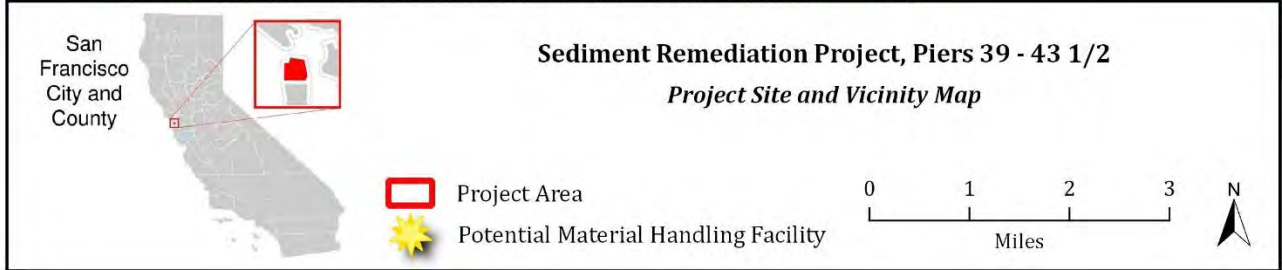 San
Francisco
City and
County
Sediment Remediation Project, Piers 39 - 43 1/2
Project Site and Vicinity Map
Project Area
Potential Material Handling Facility
0 1 2 3
Miles
N